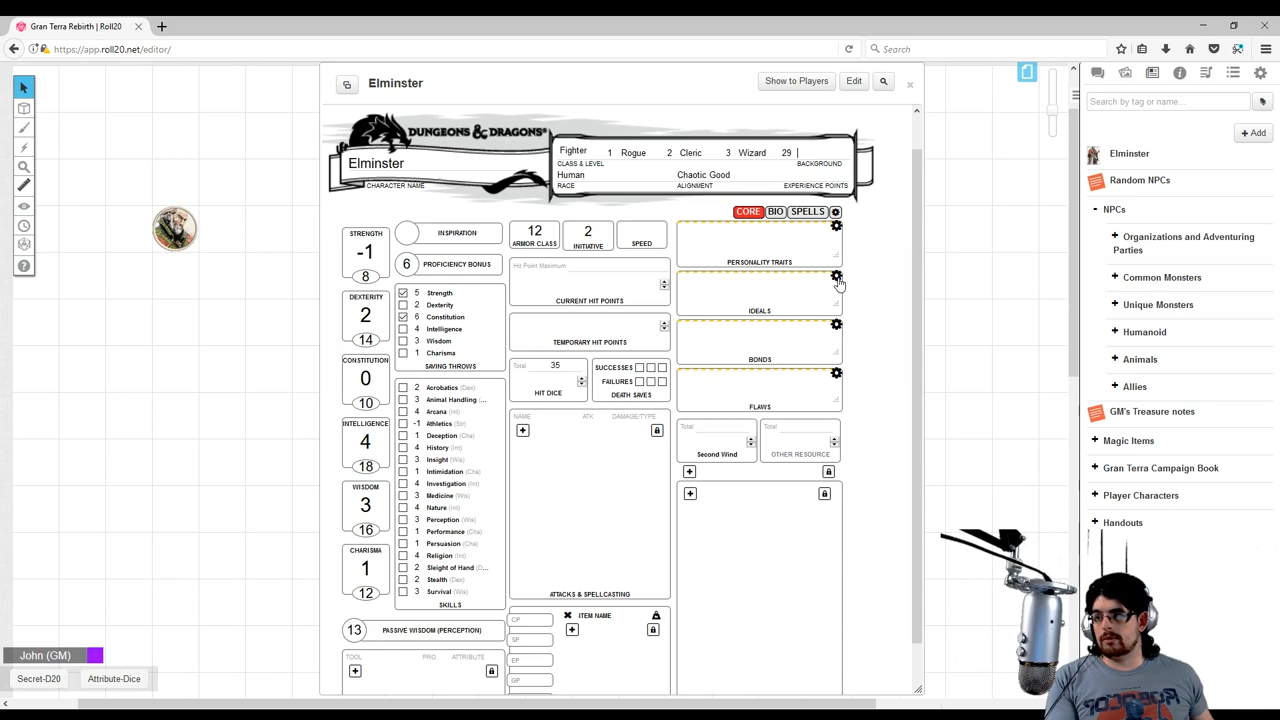 Gran Terra Rebirth | Roll20
https://app.roll20.net/editor/
Search
Elminster
Show to Players
Edit
DUNGEONS & DRAGONS®
Elminster
CHARACTER NAME
Fighter 1 Rogue 2 Cleric 3 Wizard 29
CLASS & LEVEL
BACKGROUND
Human
Chaotic Good
RACE
ALIGNMENT
EXPERIENCE POINTS
CORE
BIO
SPELLS
STRENGTH
-1
8
DEXTERITY
2
14
CONSTITUTION
0
10
INTELLIGENCE
4
18
WISDOM
3
16
CHARISMA
1
12
INSPIRATION
6 PROFICIENCY BONUS
5 Strength
2 Dexterity
6 Constitution
4 Intelligence
3 Wisdom
1 Charisma
SAVING THROWS
2 Acrobatics (Dex)
3 Animal Handling (...
4 Arcana (Int)
-1 Athletics (Str)
1 Deception (Cha)
4 History (Int)
3 Insight (Wis)
1 Intimidation (Cha)
4 Investigation (Int)
3 Medicine (Wis)
4 Nature (Int)
3 Perception (Wis)
1 Performance (Cha)
1 Persuasion (Cha)
4 Religion (Int)
2 Sleight of Hand (D...
2 Stealth (Dex)
3 Survival (Wis)
SKILLS
13 PASSIVE WISDOM (PERCEPTION)
TOOL
PRO
ATTRIBUTE
12
ARMOR CLASS
2
INITIATIVE
SPEED
Hit Point Maximum
CURRENT HIT POINTS
TEMPORARY HIT POINTS
Total 35
HIT DICE
SUCCESSES
FAILURES
DEATH SAVES
NAME
ATK
DAMAGE/TYPE
ATTACKS & SPELLCASTING
CP
SP
EP
GP
ITEM NAME
PERSONALITY TRAITS
IDEALS
BONDS
FLAWS
Total
Second Wind
Total
OTHER RESOURCE
Search by tag or name...
Add
Elminster
Random NPCs
NPCs
Organizations and Adventuring
Parties
Common Monsters
Unique Monsters
Humanoid
Animals
Allies
GM's Treasure notes
Magic Items
Gran Terra Campaign Book
Player Characters
Handouts
John (GM)
Secret-D20
Attribute-Dice